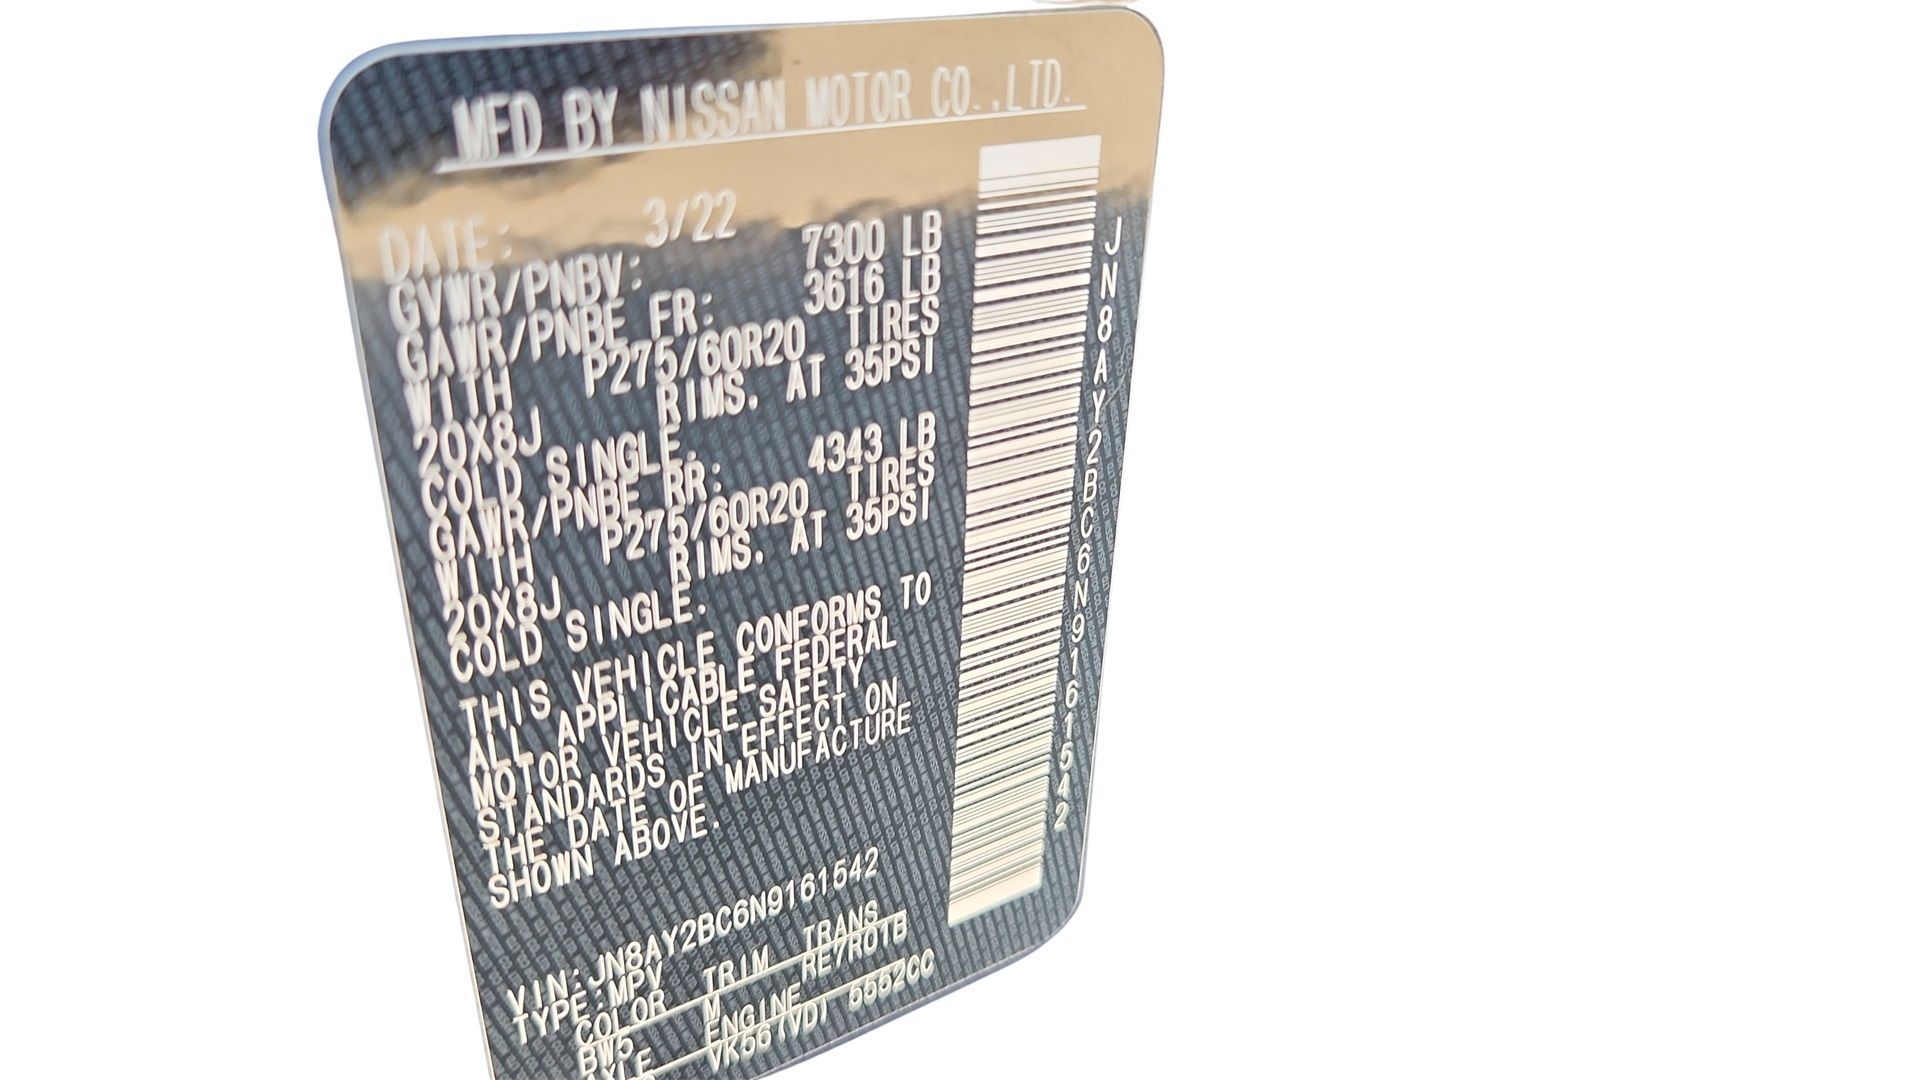 MFD BY NISSAN MOTOR CO.,LTD.
DATE: 3/22
GVWR/PNBV: 7300 LB
GAWR/PNBE FR: 3616 LB
WITH P275/60R20 TIRES
20X8J RIMS. AT 35PSI
COLD SINGLE.
GAWR/PNBE RR: 4343 LB
WITH P275/60R20 TIRES
20X8J RIMS. AT 35PSI
COLD SINGLE.
THIS VEHICLE CONFORMS TO
ALL APPLICABLE FEDERAL
MOTOR VEHICLE SAFETY
STANDARDS IN EFFECT ON
THE DATE OF MANUFACTURE
SHOWN ABOVE.
VIN:JN8AY2BC6N9161542
TYPE:MPV
COLOR TRIM TRANS
BW5 M RE7R01B
AXLE ENGINE
VK56(VD) 5552CC
JN8AY2BC6N9161542